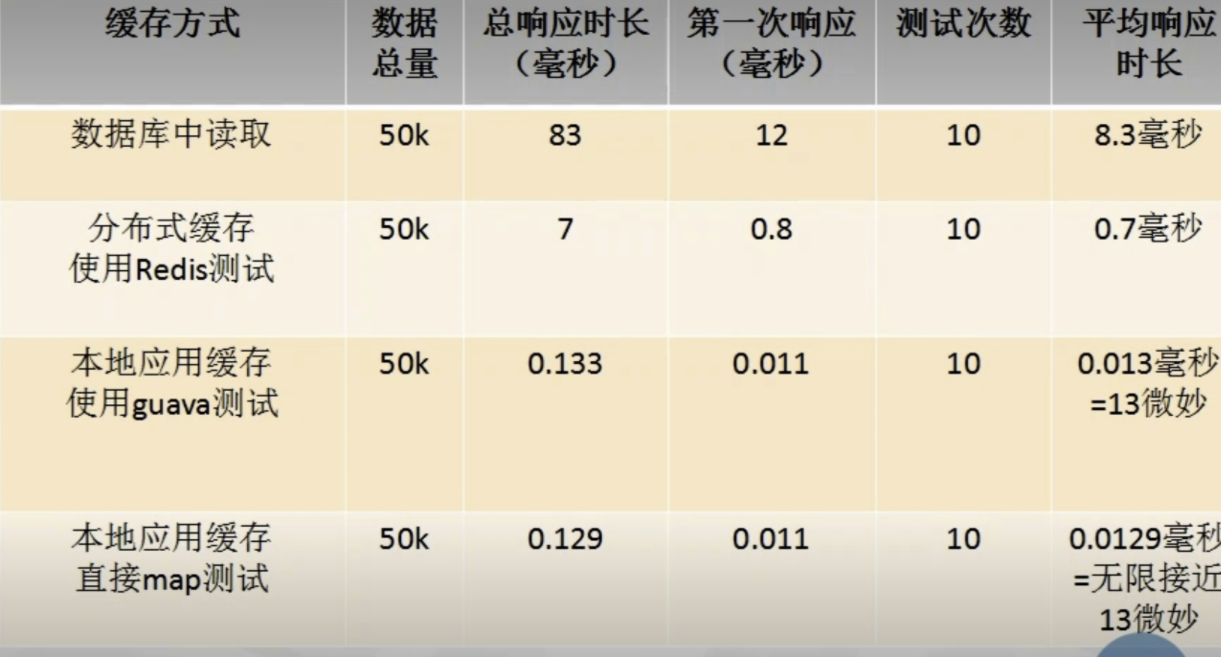 缓存方式 数据 总响应时长 第一次响应 测试次数 平均响应
总量 （毫秒） （毫秒） 时长
数据库中读取 50k 83 12 10 8.3毫秒
分布式缓存 50k 7 0.8 10 0.7毫秒
使用Redis测试
本地应用缓存 50k 0.133 0.011 10 0.013毫秒
使用guava测试 =13微妙
本地应用缓存 50k 0.129 0.011 10 0.0129毫秒
直接map测试 =无限接近
13微妙